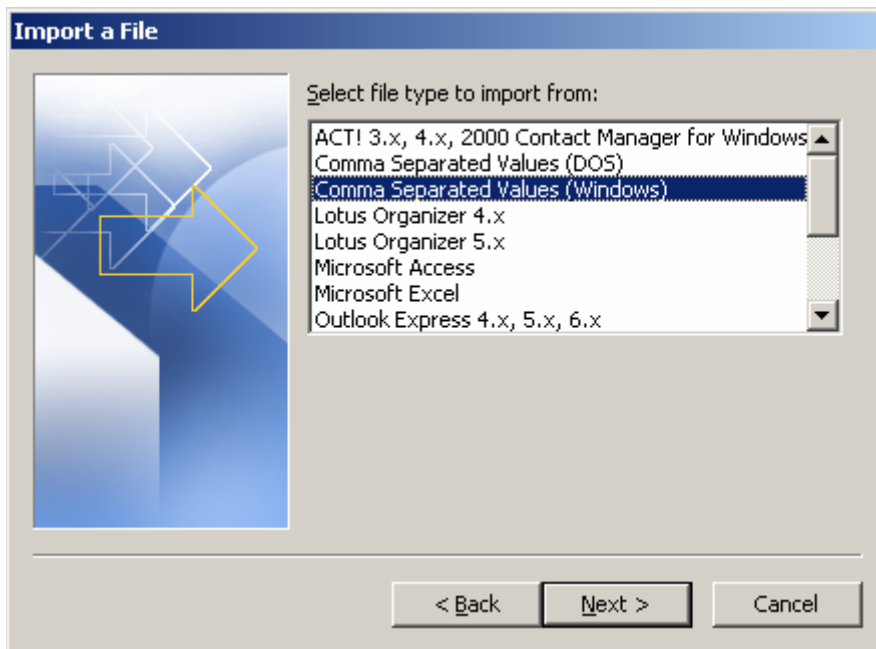 Import a File
Select file type to import from:
ACT! 3.x, 4.x, 2000 Contact Manager for Windows
Comma Separated Values (DOS)
Comma Separated Values (Windows)
Lotus Organizer 4.x
Lotus Organizer 5.x
Microsoft Access
Microsoft Excel
Outlook Express 4.x, 5.x, 6.x
< Back Next > Cancel